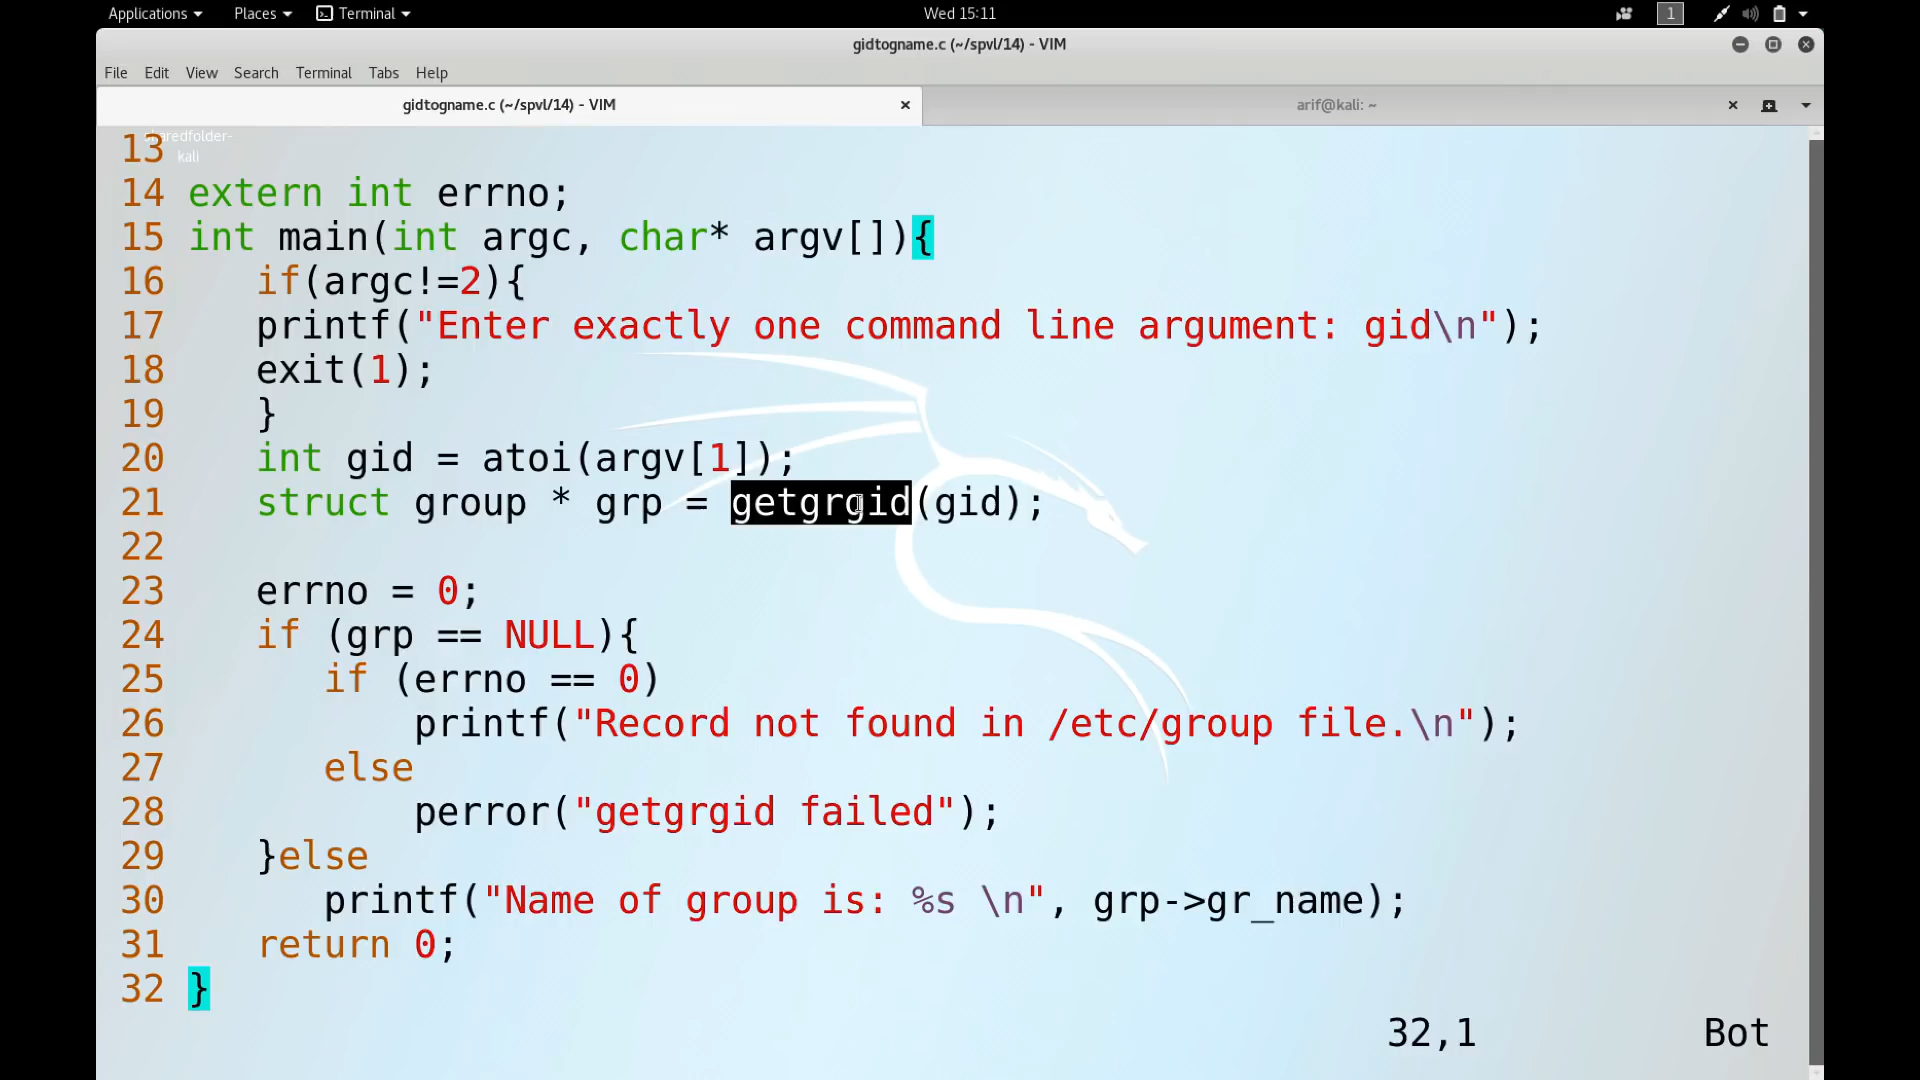 Applications Places Terminal Wed 15:11 1
gidtogname.c (~/spvl/14) - VIM
File Edit View Search Terminal Tabs Help
gidtogname.c (~/spvl/14) - VIM arif@kali: ~
sharedfolder-
kali
13
14 extern int errno;
15 int main(int argc, char* argv[]){
16    if(argc!=2){
17    printf("Enter exactly one command line argument: gid\n");
18    exit(1);
19    }
20    int gid = atoi(argv[1]);
21    struct group * grp = getgrgid(gid);
22
23    errno = 0;
24    if (grp == NULL){
25       if (errno == 0)
26           printf("Record not found in /etc/group file.\n");
27       else
28           perror("getgrgid failed");
29    }else
30       printf("Name of group is: %s \n", grp->gr_name);
31    return 0;
32 }
32,1 Bot